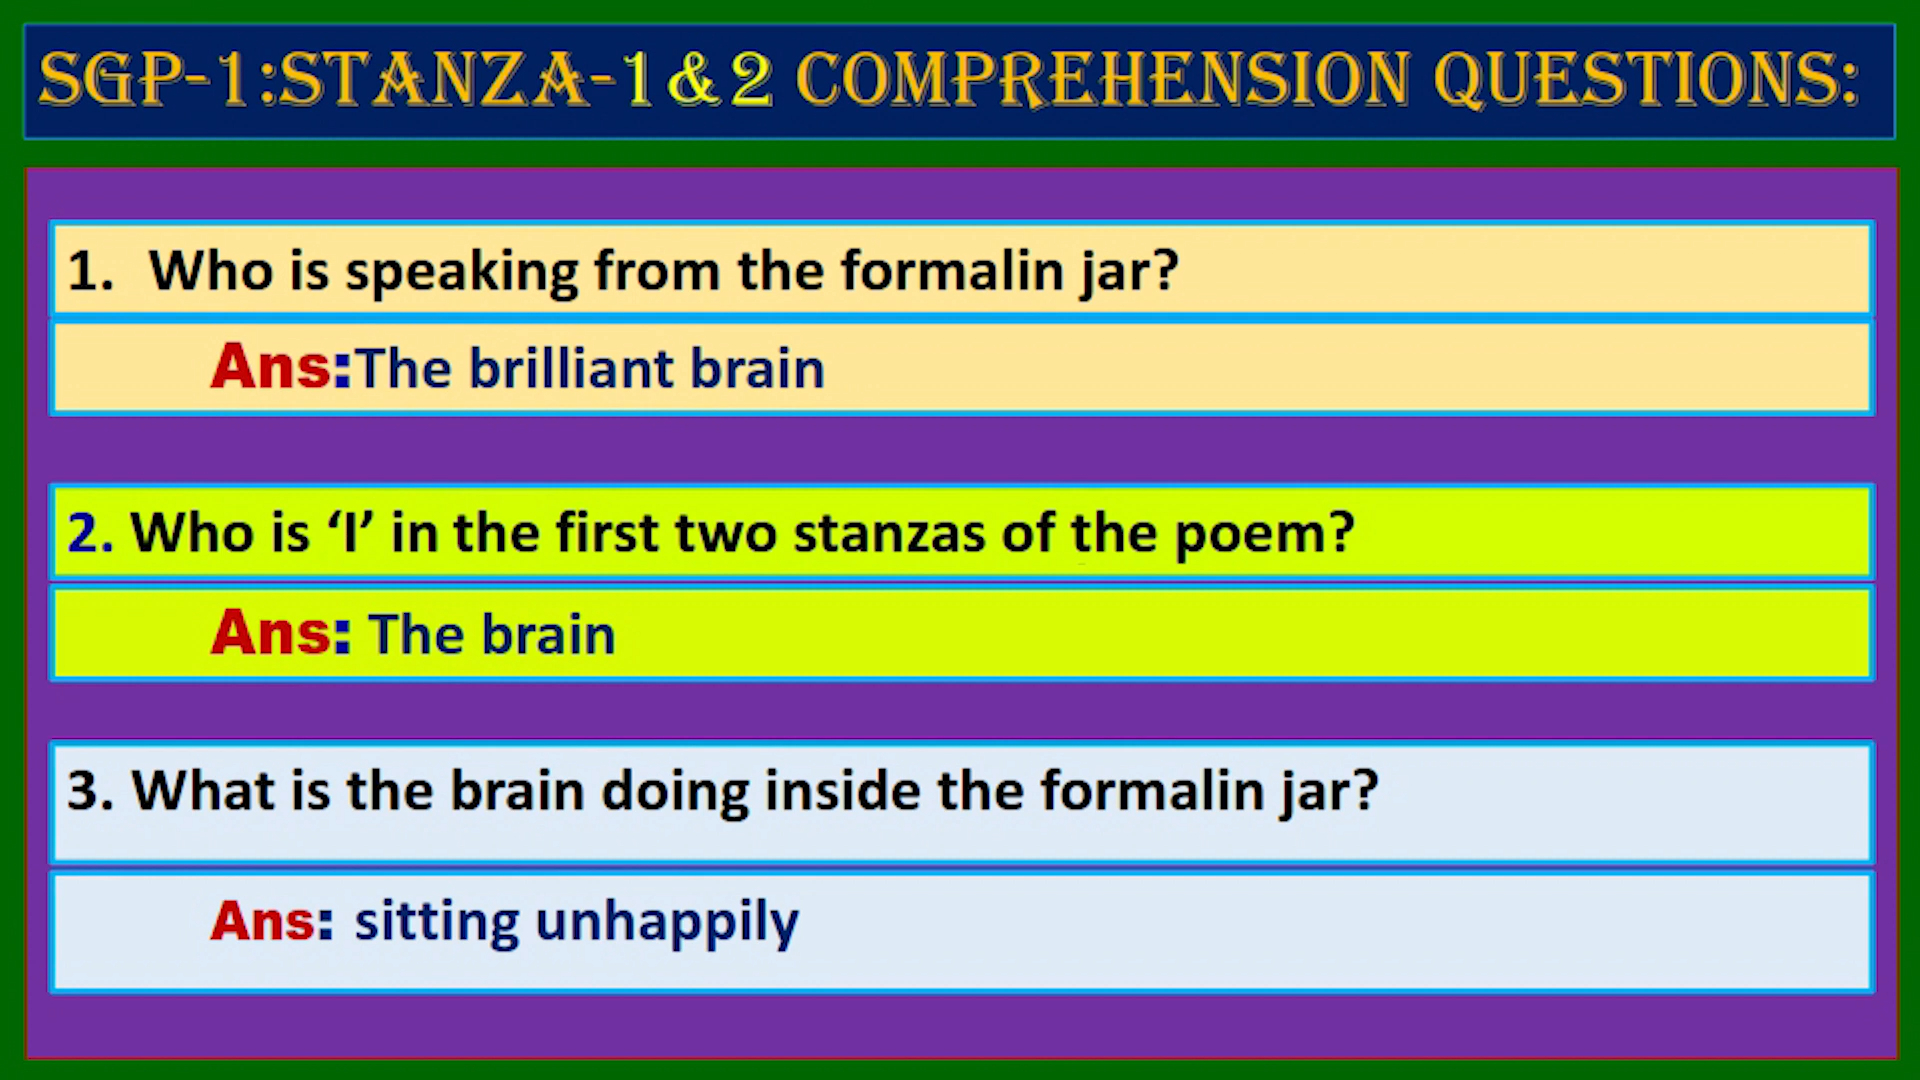 SGP-1:STANZA-1 & 2 COMPREHENSION QUESTIONS:
1. Who is speaking from the formalin jar?
Ans:The brilliant brain
2. Who is ‘I’ in the first two stanzas of the poem?
Ans: The brain
3. What is the brain doing inside the formalin jar?
Ans: sitting unhappily